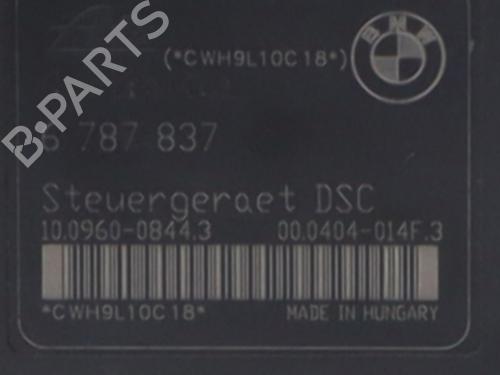 (*CWH9L10C18*)
BMW
B·PARTS
6 787 837
Steuergeraet DSC
10.0960-0844.3 00.0404-014F.3
*CWH9L10C18* MADE IN HUNGARY